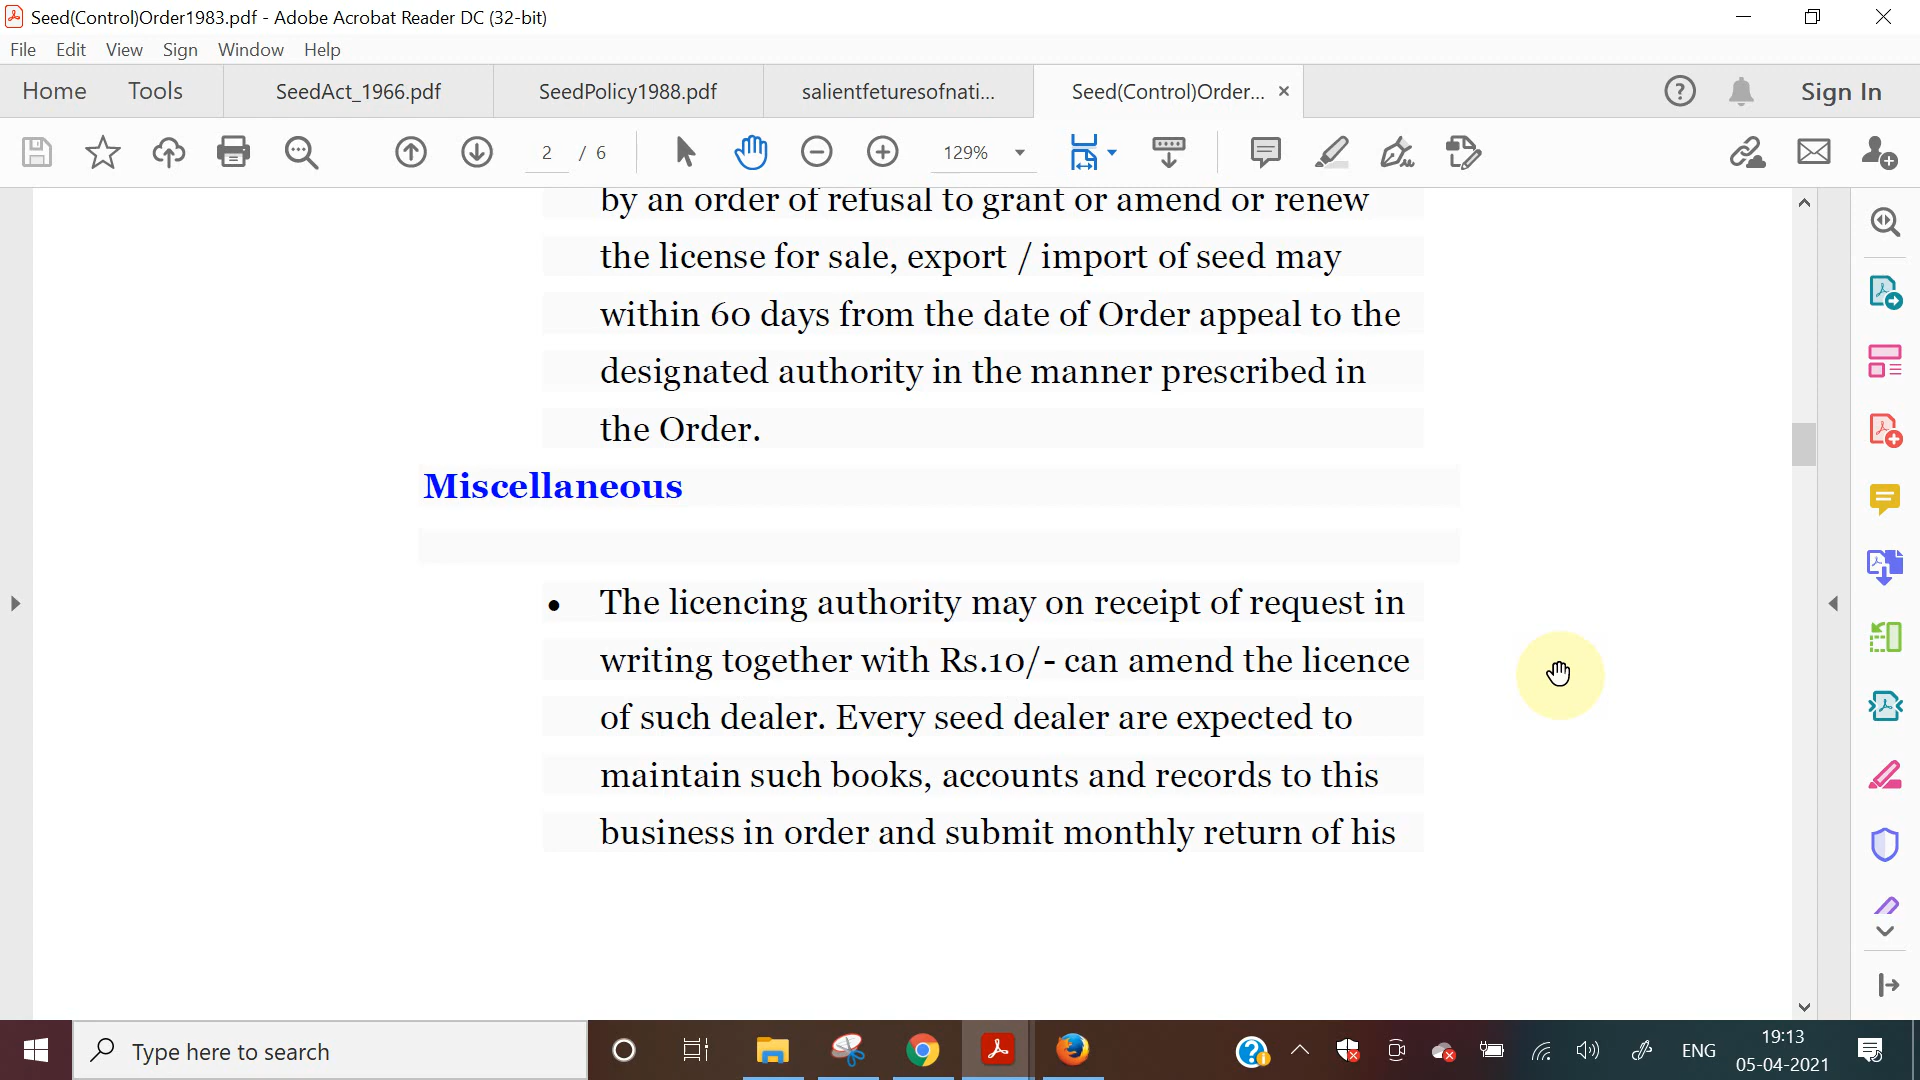 Seed(Control)Order1983.pdf - Adobe Acrobat Reader DC (32-bit)
File Edit View Sign Window Help
Home Tools SeedAct_1966.pdf SeedPolicy1988.pdf salientfeturesofnati... Seed(Control)Order... × Sign In
2 / 6 129%
by an order of refusal to grant or amend or renew
the license for sale, export / import of seed may
within 60 days from the date of Order appeal to the
designated authority in the manner prescribed in
the Order.
Miscellaneous
• The licencing authority may on receipt of request in
writing together with Rs.10/- can amend the licence
of such dealer. Every seed dealer are expected to
maintain such books, accounts and records to this
business in order and submit monthly return of his
Type here to search
ENG
19:13
05-04-2021